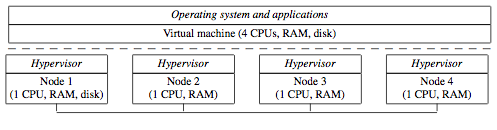 Operating system and applications
Virtual machine (4 CPUs, RAM, disk)
Hypervisor
Node 1
(1 CPU, RAM, disk)
Hypervisor
Node 2
(1 CPU, RAM)
Hypervisor
Node 3
(1 CPU, RAM)
Hypervisor
Node 4
(1 CPU, RAM)